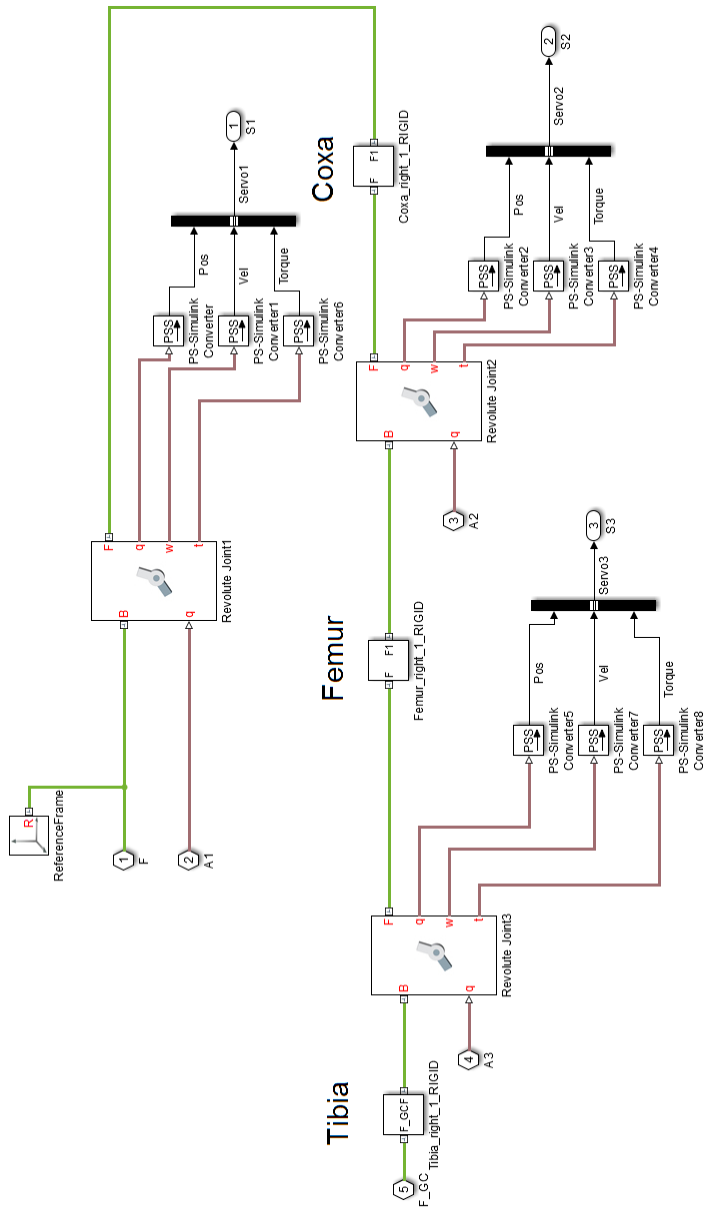 R
ReferenceFrame
1
F
2
A1
B
F
q
q
w
t
Revolute Joint1
PSS
PS-Simulink
Converter
PSS
PS-Simulink
Converter1
PSS
PS-Simulink
Converter6
Pos
Vel
Torque
Servo1
1
S1
Tibia
Femur
Coxa
5
F_GC
F_GC
F
Tibia_right_1_RIGID
4
A3
B
F
q
q
w
t
Revolute Joint3
F
F1
Femur_right_1_RIGID
3
A2
B
F
q
q
w
t
Revolute Joint2
F
F1
Coxa_right_1_RIGID
PSS
PS-Simulink
Converter2
PSS
PS-Simulink
Converter3
PSS
PS-Simulink
Converter4
Pos
Vel
Torque
Servo2
2
S2
PSS
PS-Simulink
Converter5
PSS
PS-Simulink
Converter7
PSS
PS-Simulink
Converter8
Pos
Vel
Torque
Servo3
3
S3